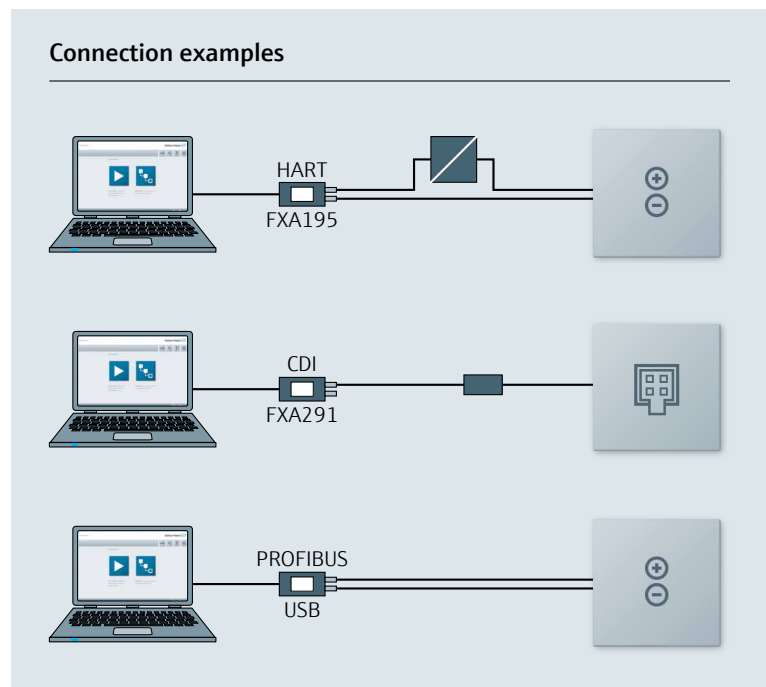 Connection examples
HART
FXA195
CDI
FXA291
PROFIBUS
USB